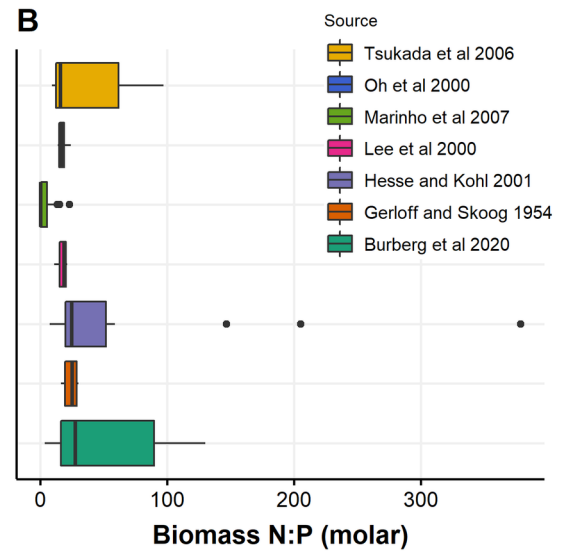 B
Source
Tsukada et al 2006
Oh et al 2000
Marinho et al 2007
Lee et al 2000
Hesse and Kohl 2001
Gerloff and Skoog 1954
Burberg et al 2020
0 100 200 300
Biomass N:P (molar)